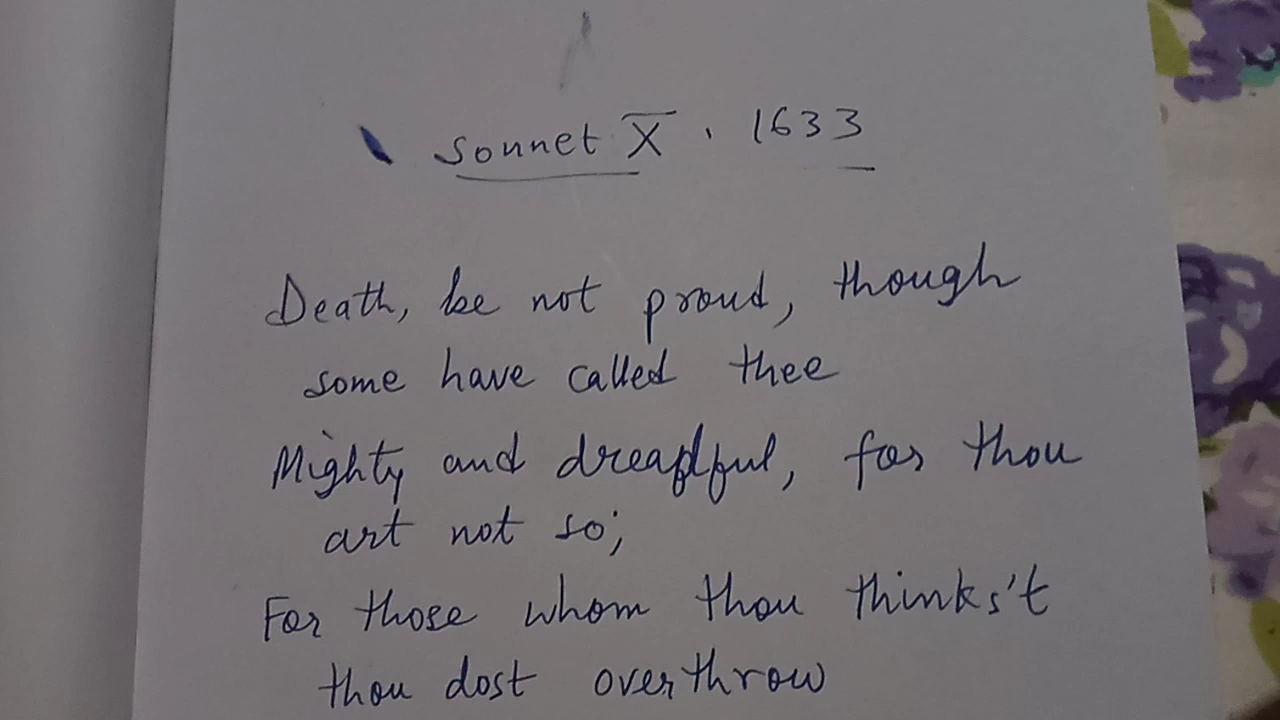 Sonnet X. 1633
Death, be not proud, though
some have called thee
Mighty and dreadful, for thou
art not so;
For those whom thou thinks't
thou dost overthrow